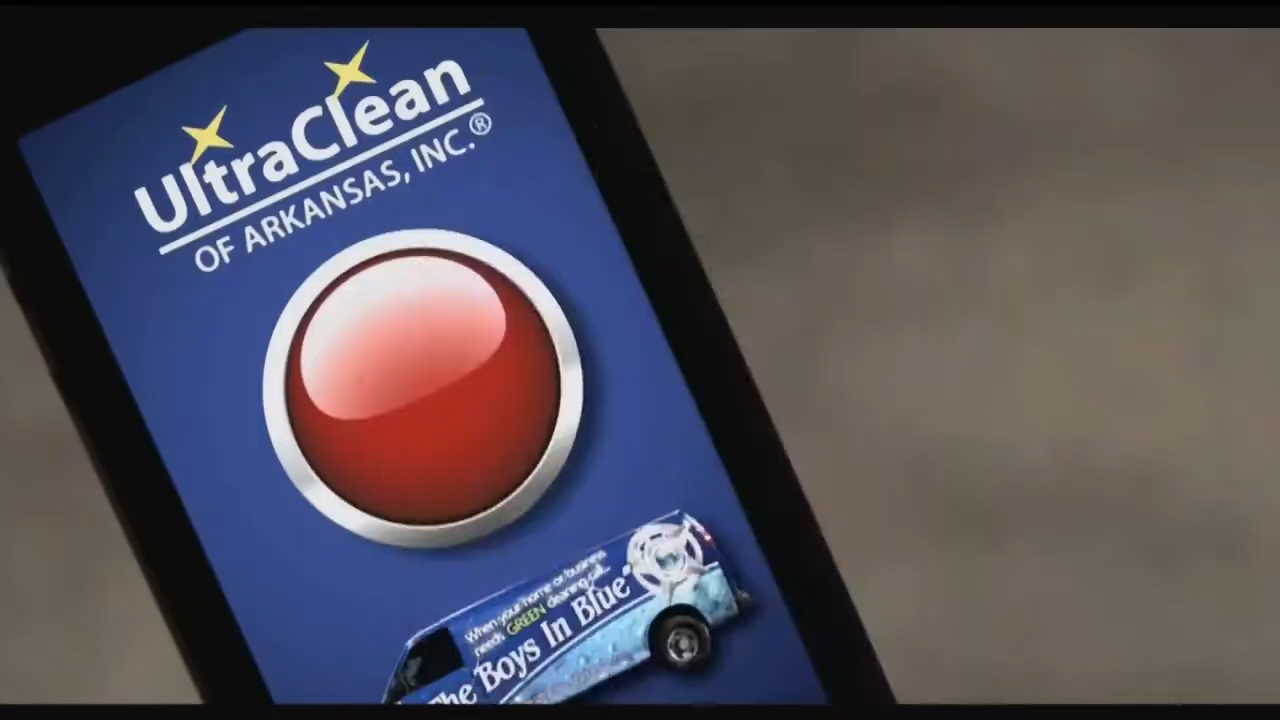 UltraClean
OF ARKANSAS, INC.®
When your home or business
needs GREEN cleaning call...
"The Boys In Blue"